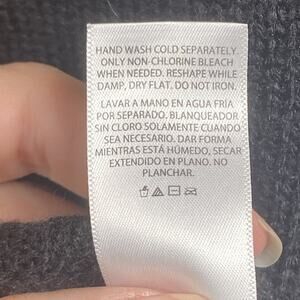 HAND WASH COLD SEPARATELY.
ONLY NON-CHLORINE BLEACH
WHEN NEEDED. RESHAPE WHILE
DAMP, DRY FLAT. DO NOT IRON.
LAVAR A MANO EN AGUA FRÍA
POR SEPARADO. BLANQUEADOR
SIN CLORO SOLAMENTE CUANDO
SEA NECESARIO. DAR FORMA
MIENTRAS ESTÁ HÚMEDO, SECAR
EXTENDIDO EN PLANO. NO
PLANCHAR.